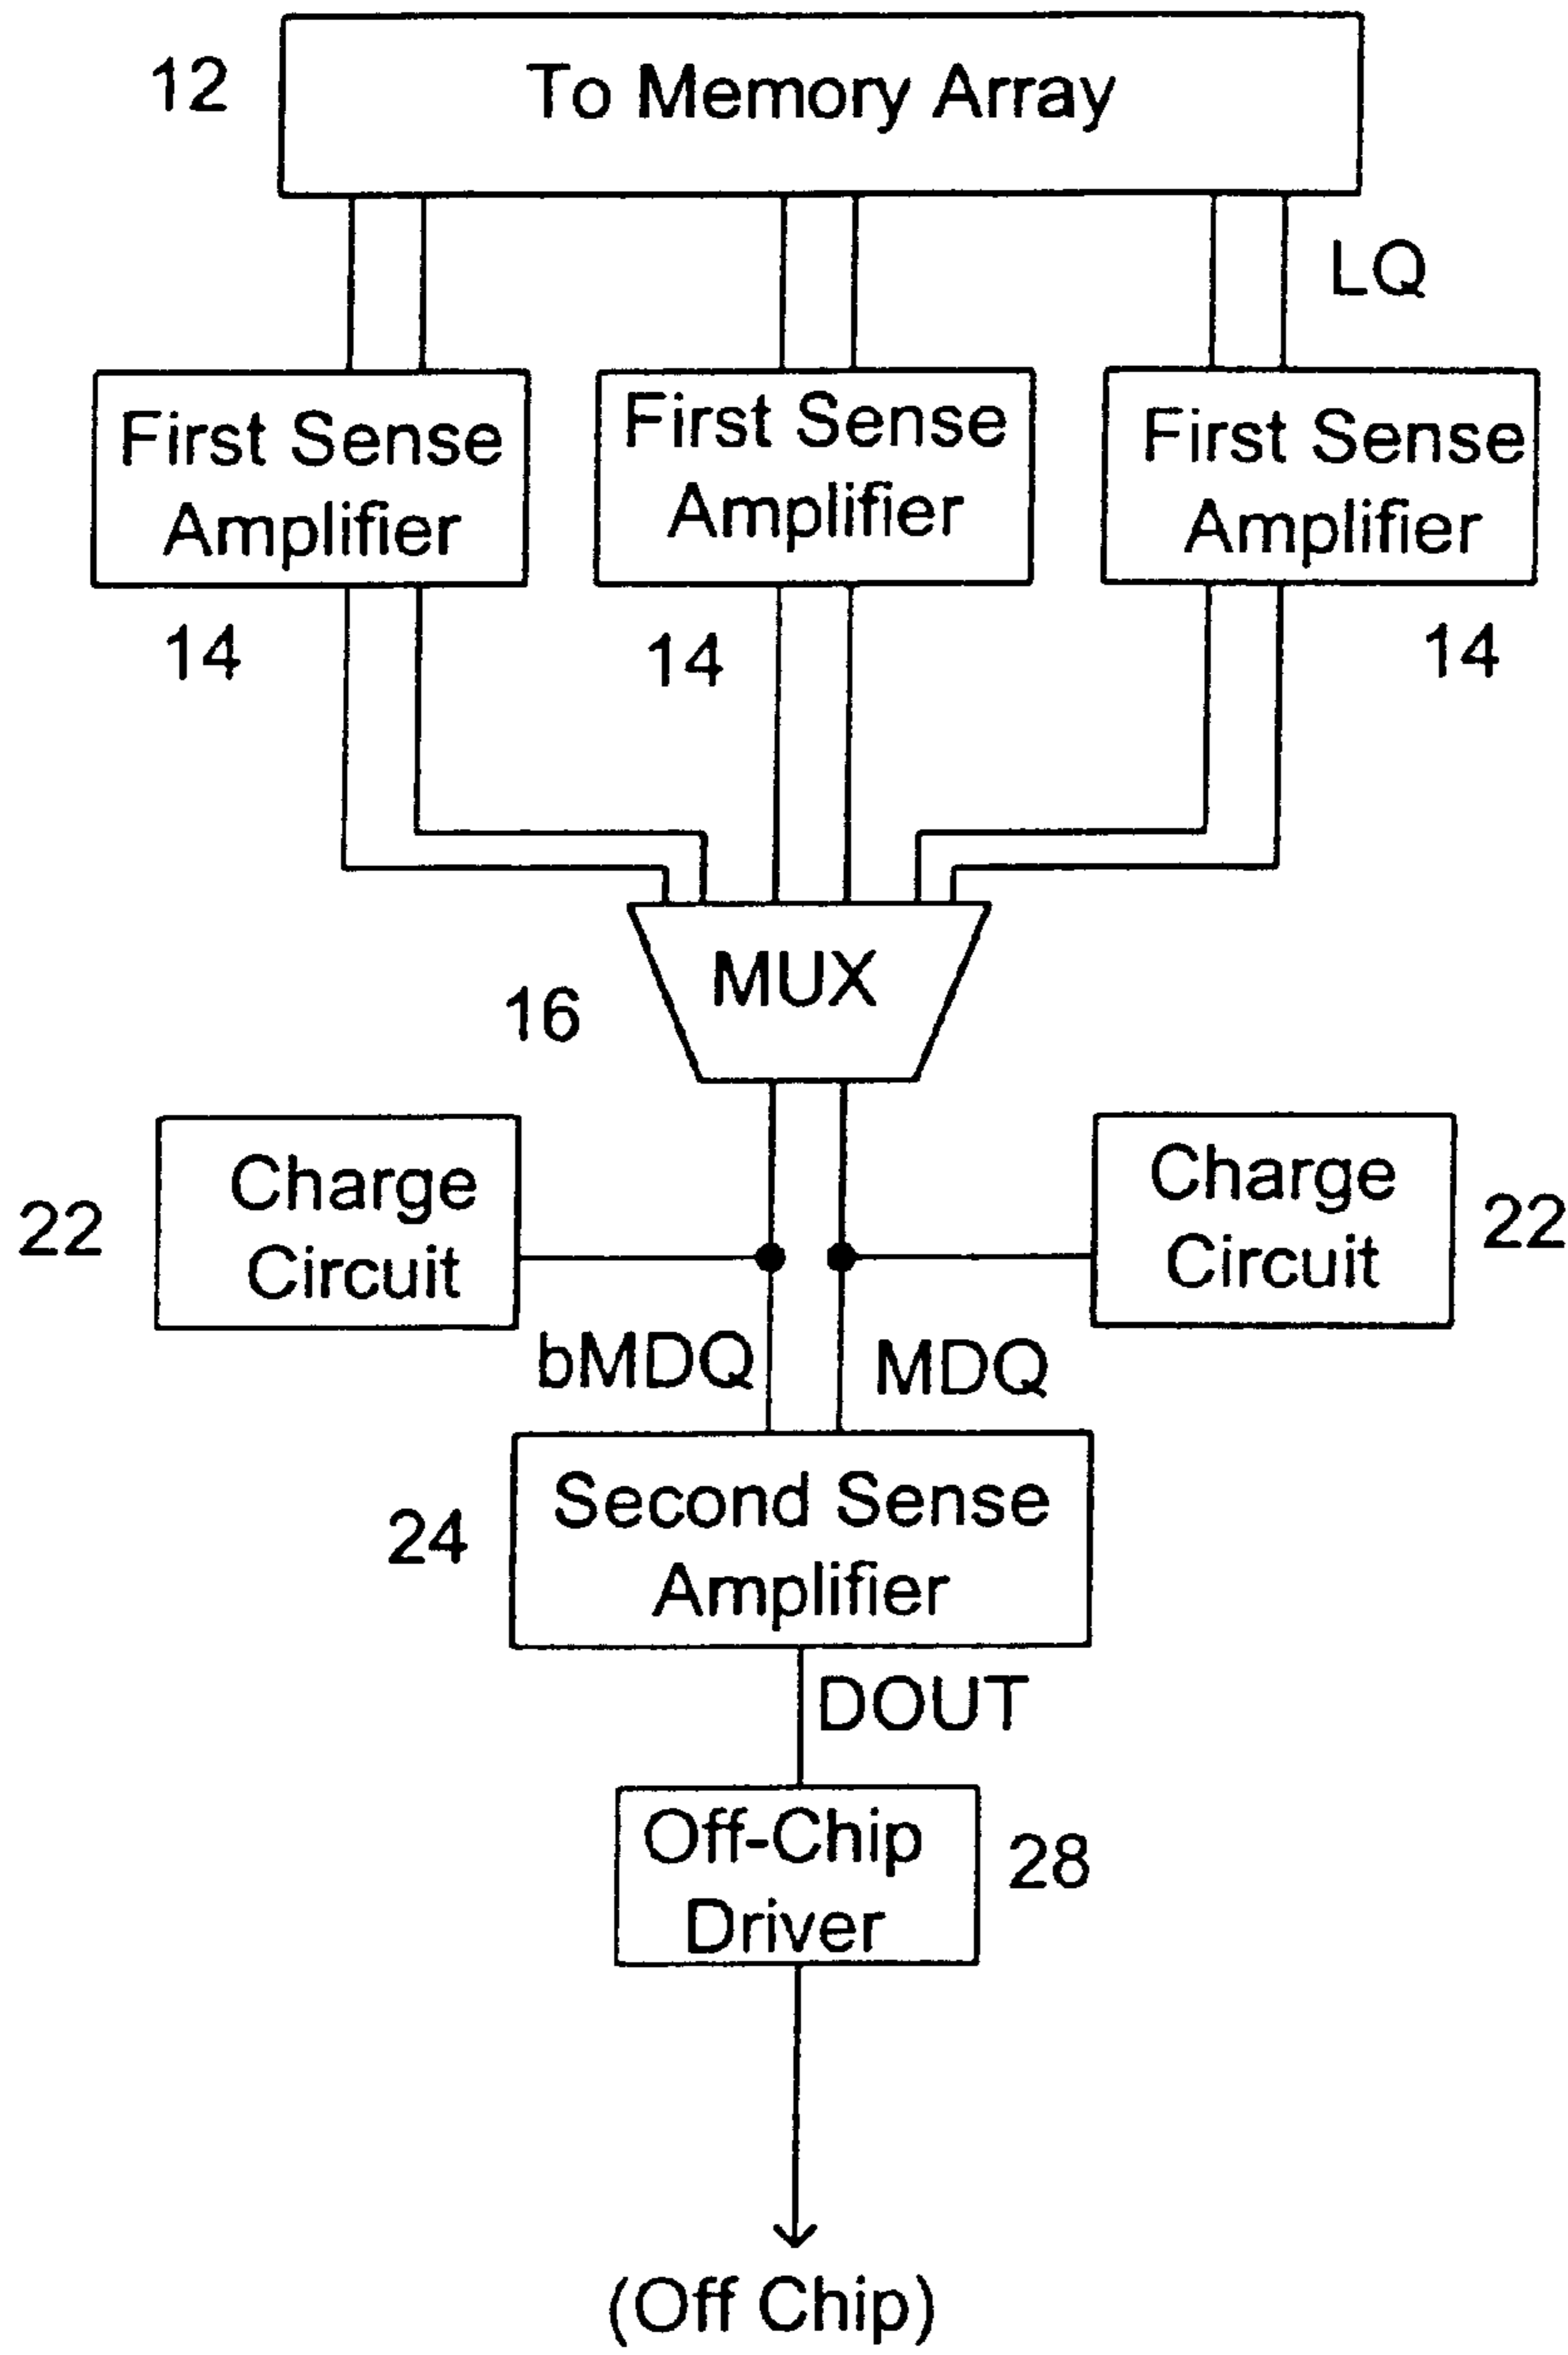 12
To Memory Array
LQ
First Sense
Amplifier
First Sense
Amplifier
First Sense
Amplifier
14
14
14
MUX
16
Charge
Circuit
22
Charge
Circuit
22
bMDQ
MDQ
Second Sense
Amplifier
24
DOUT
Off-Chip
Driver
28
(Off Chip)